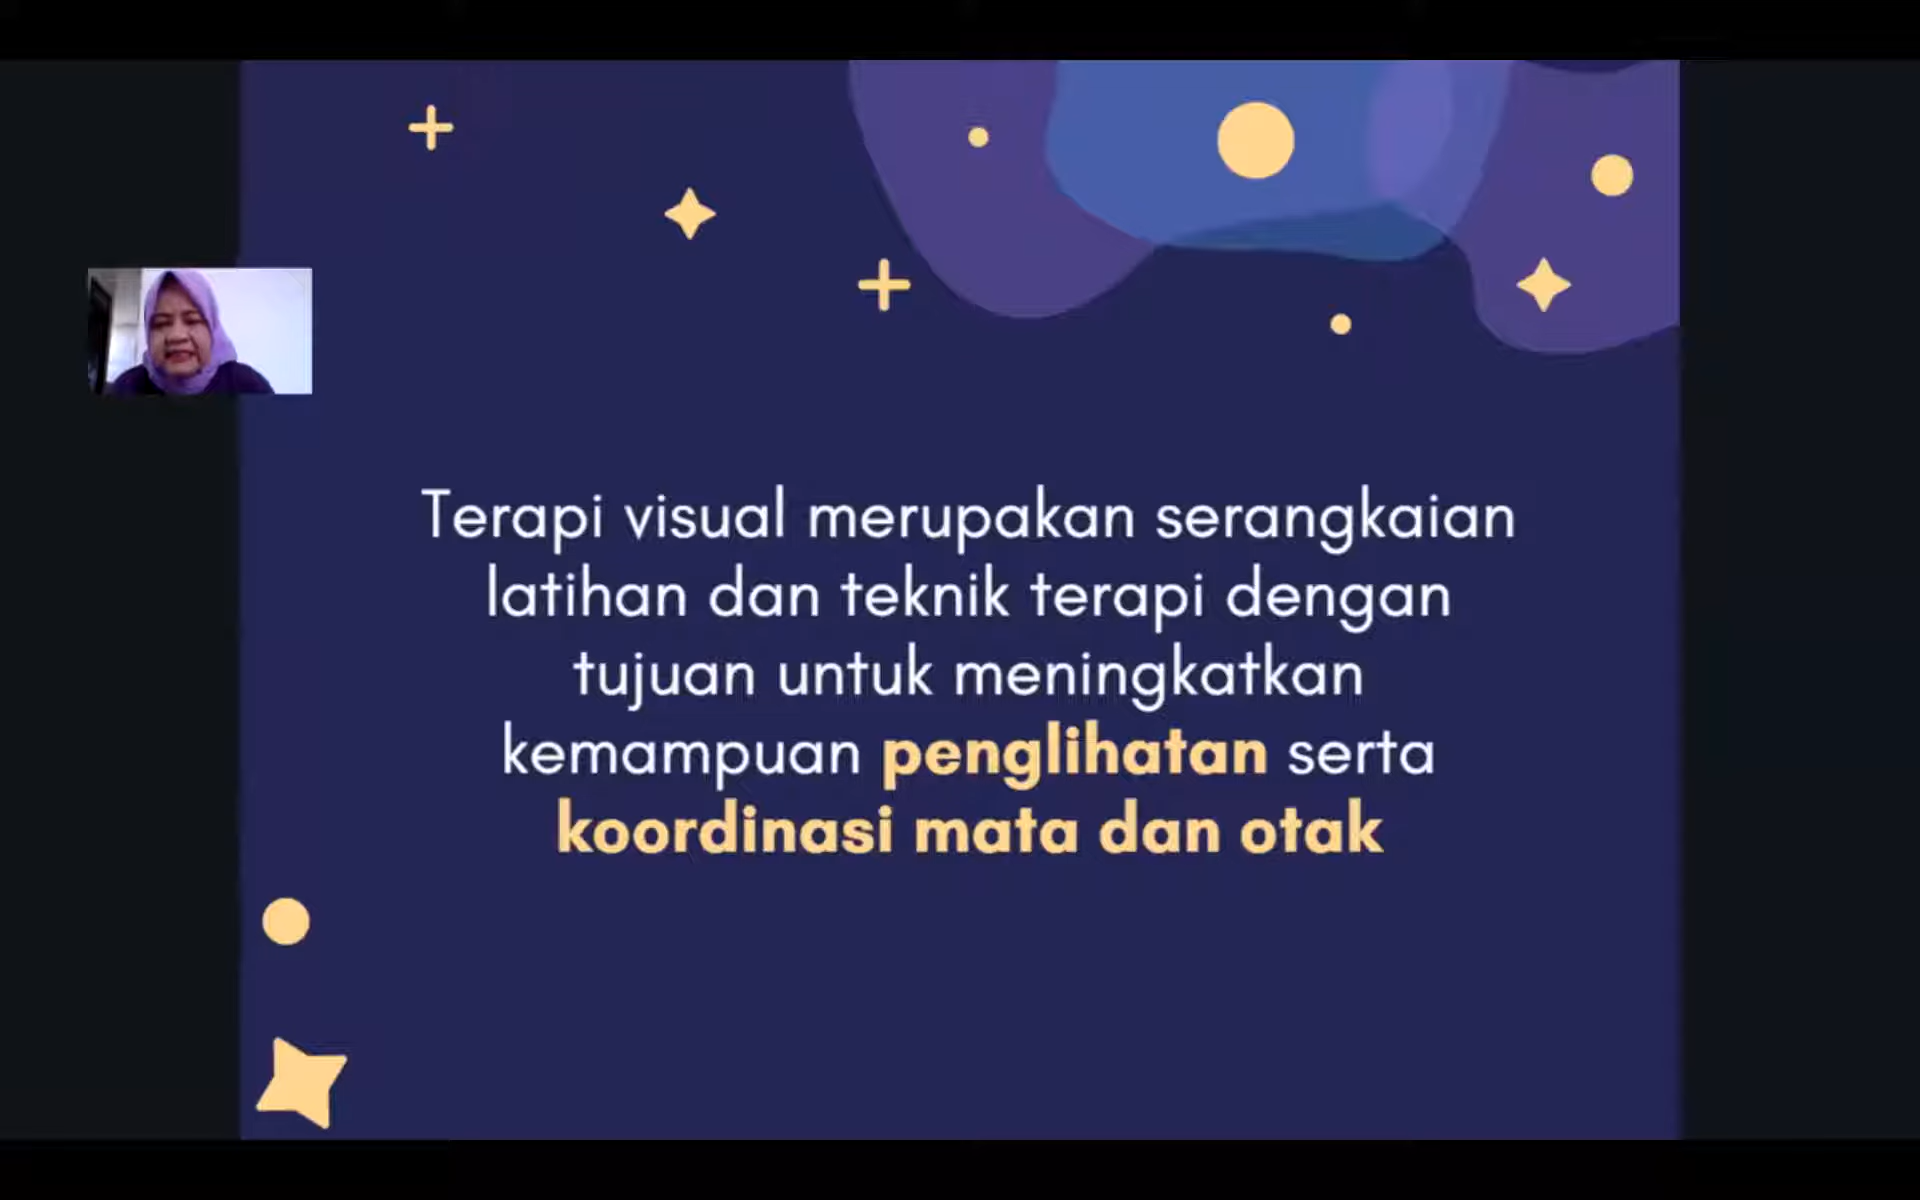 Terapi visual merupakan serangkaian
latihan dan teknik terapi dengan
tujuan untuk meningkatkan
kemampuan penglihatan serta
koordinasi mata dan otak